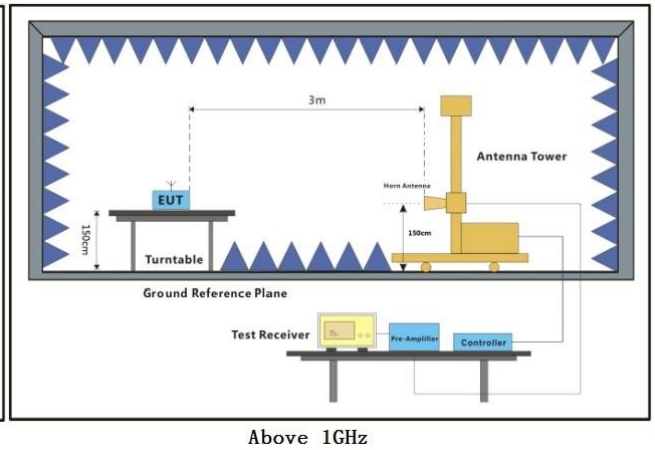 3m
Antenna Tower
Horn Antenna
EUT
150cm
150cm
Turntable
Ground Reference Plane
Test Receiver
Pre-Amplifier
Controller
Above 1GHz